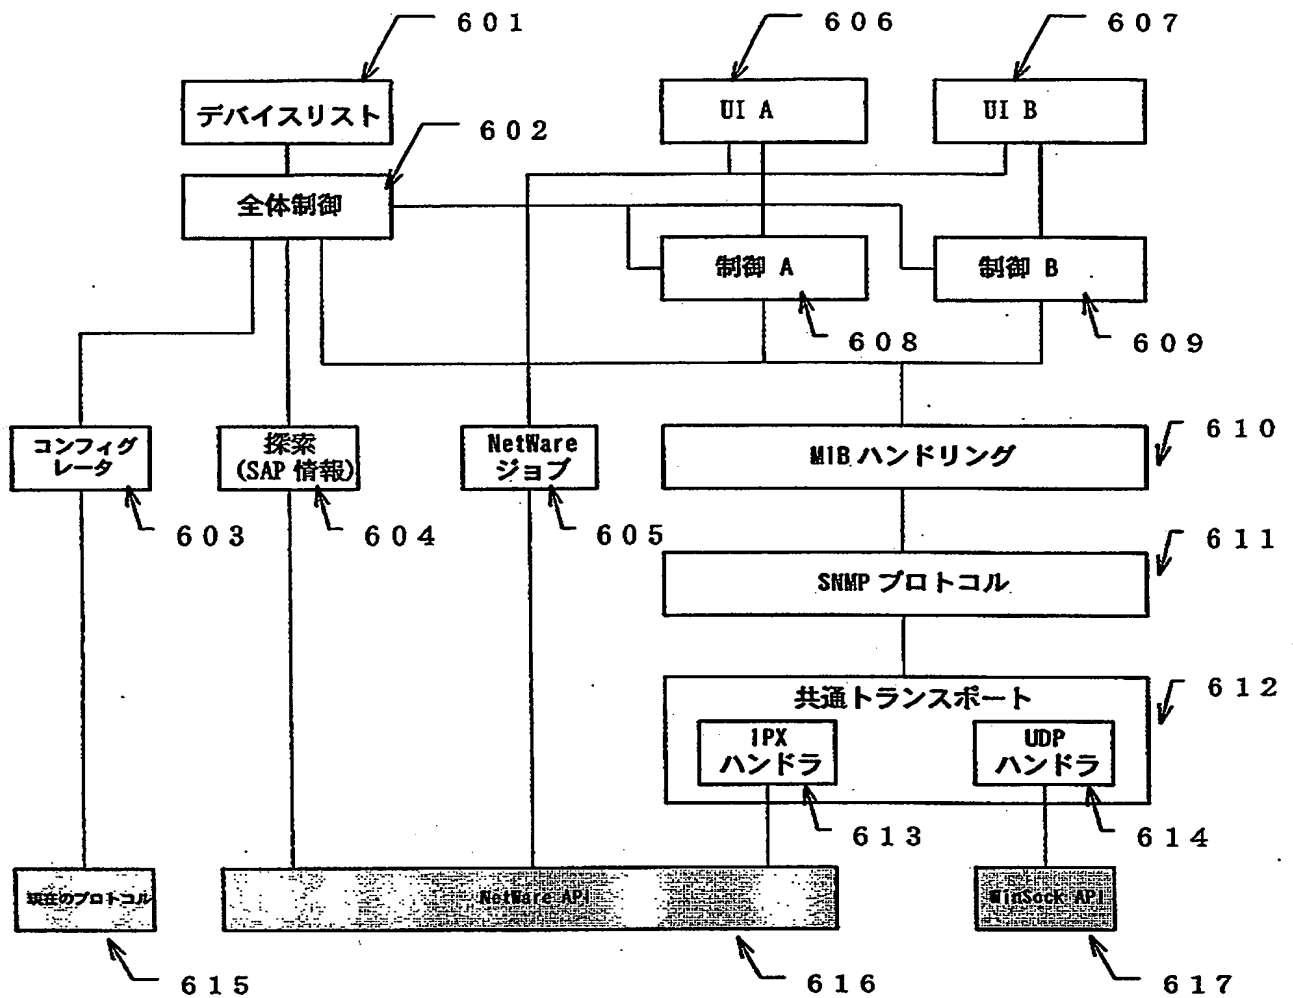 ６０１
６０６
６０７
デバイスリスト
UI A
UI B
６０２
全体制御
制御 A
制御 B
６０８
６０９
コンフィグ
レータ
探索
(SAP 情報)
NetWare
ジョブ
MIB ハンドリング
６１０
６０３
６０４
６０５
SNMP プロトコル
６１１
共通トランスポート
６１２
IPX
ハンドラ
UDP
ハンドラ
６１３
６１４
現在のプロトコル
NetWare API
WinSock API
６１５
６１６
６１７